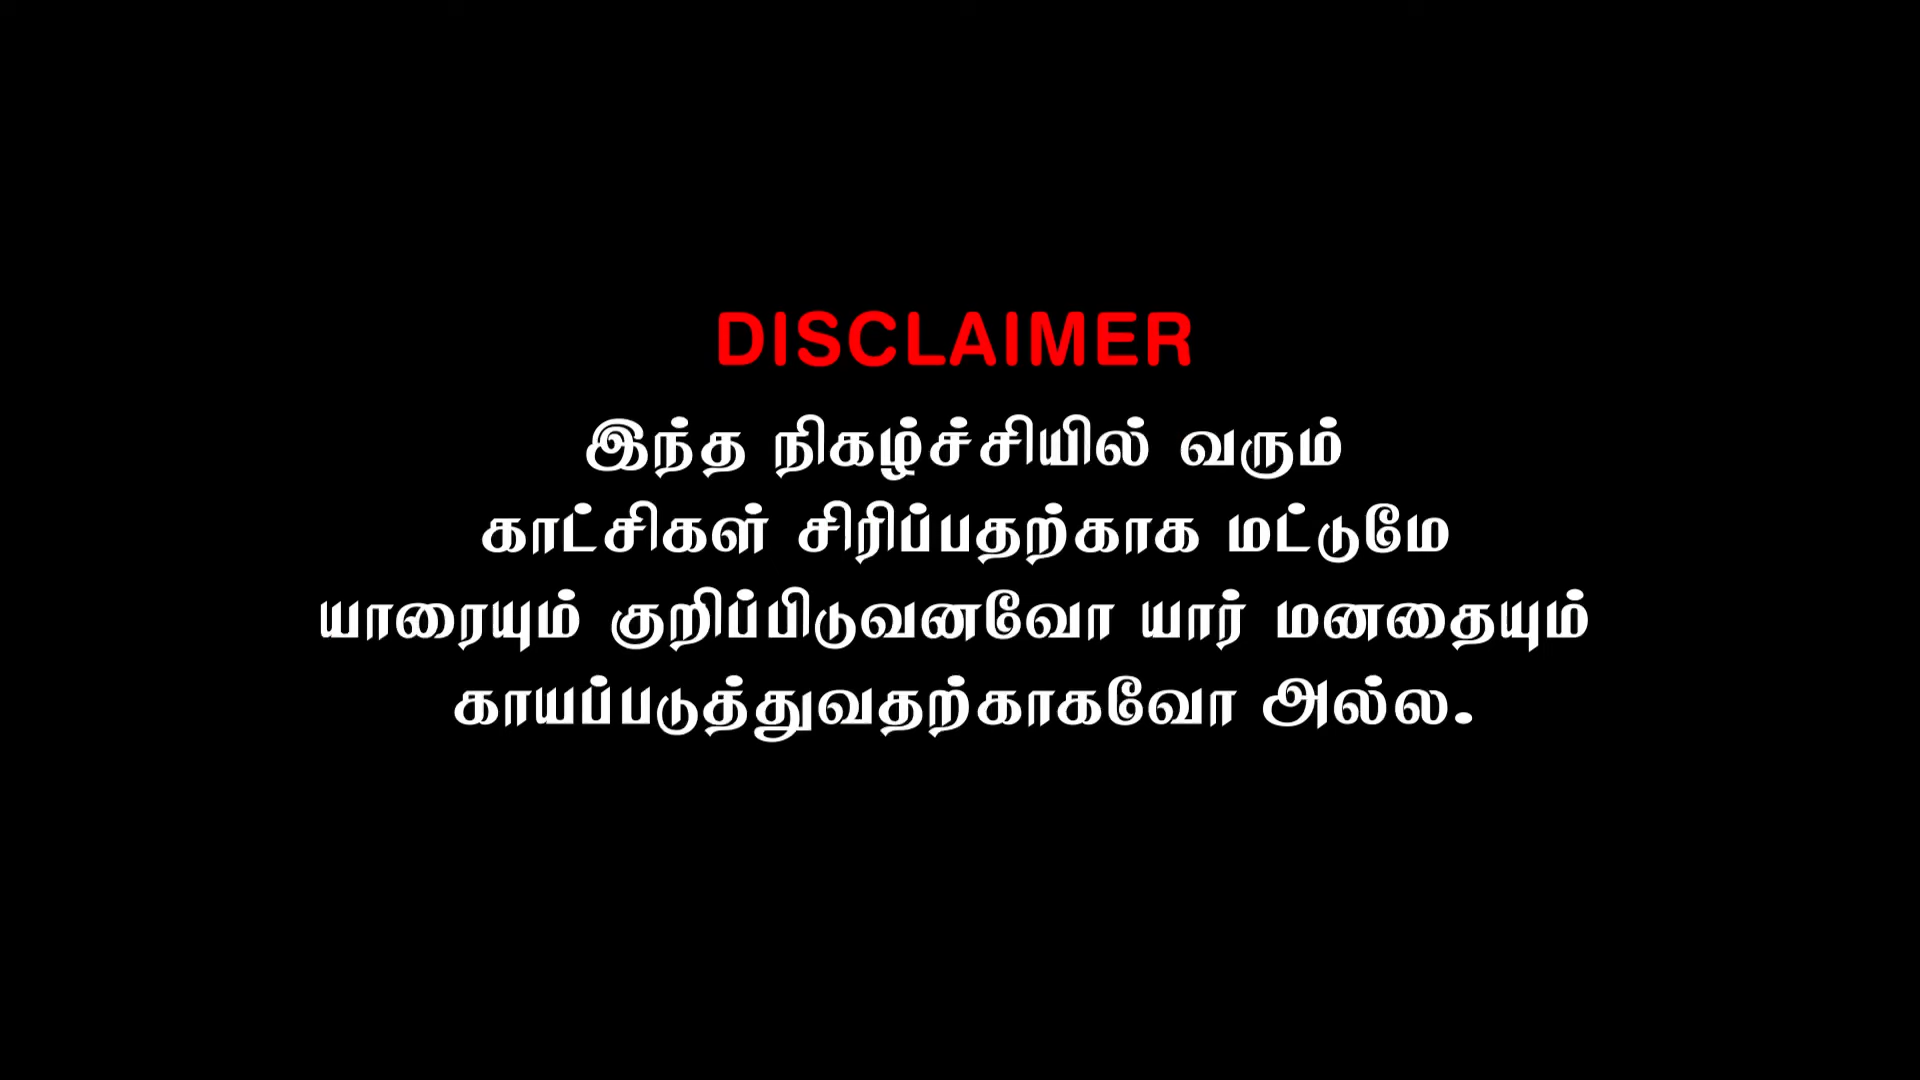 DISCLAIMER
இந்த நிகழ்ச்சியில் வரும்
காட்சிகள் சிரிப்பதற்காக மட்டுமே
யாரையும் குறிப்பிடுவனவோ யார் மனதையும்
காயப்படுத்துவதற்காகவோ அல்ல.